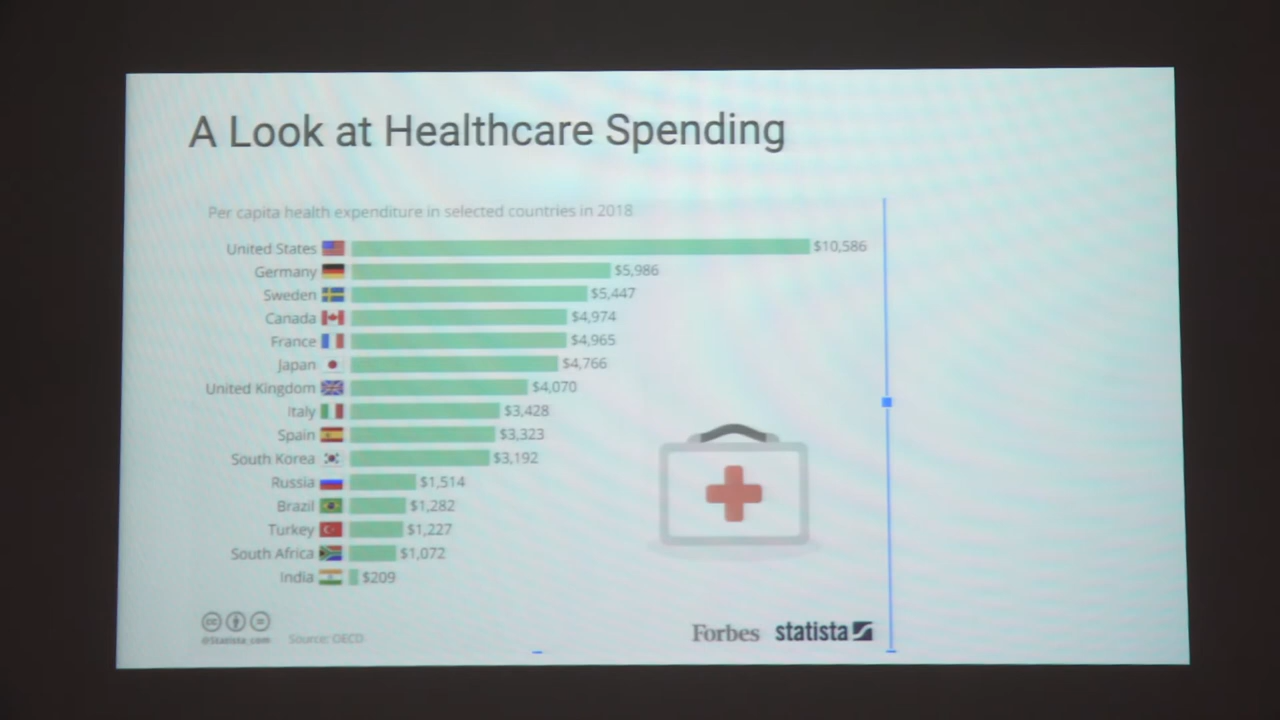 A Look at Healthcare Spending
Per capita health expenditure in selected countries in 2018
United States $10,586
Germany $5,986
Sweden $5,447
Canada $4,974
France $4,965
Japan $4,766
United Kingdom $4,070
Italy $3,428
Spain $3,323
South Korea $3,192
Russia $1,514
Brazil $1,282
Turkey $1,227
South Africa $1,072
India $209
@Statista_com Source: OECD Forbes statista